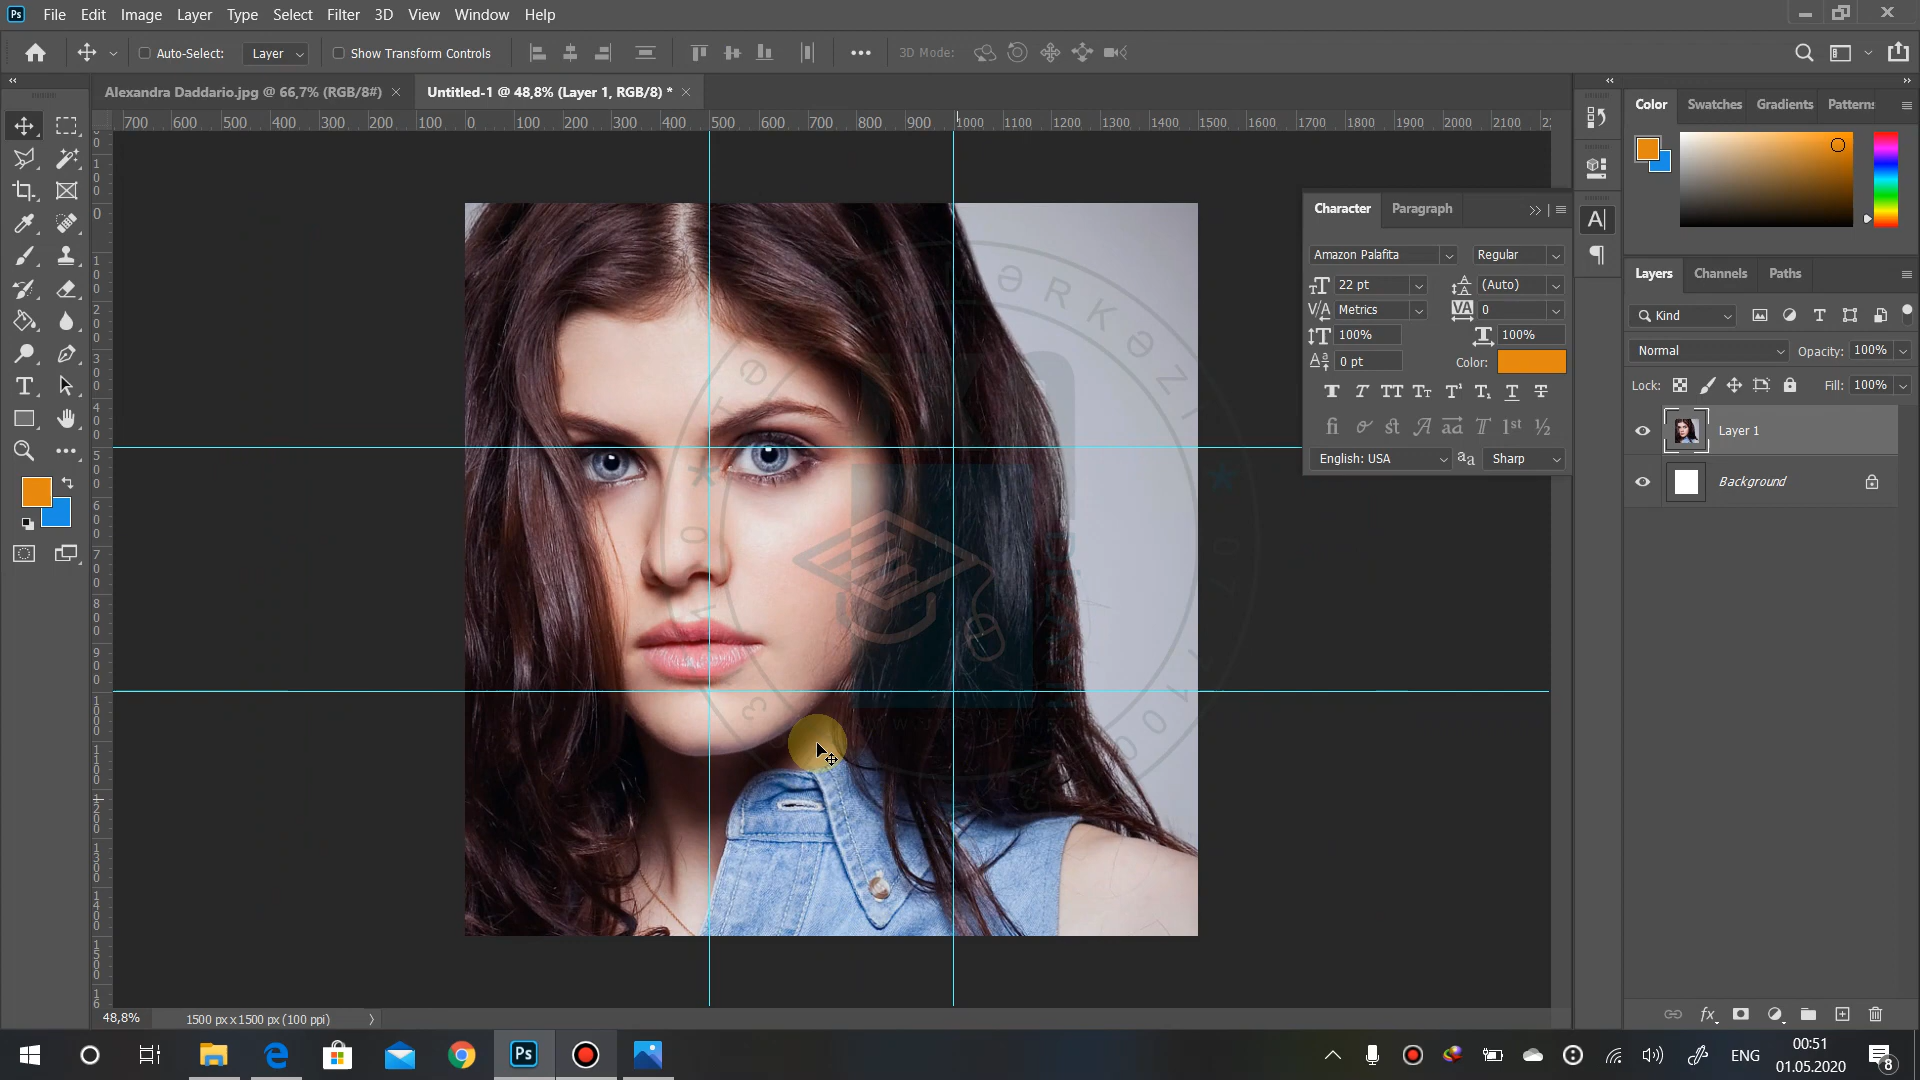 Ps File Edit Image Layer Type Select Filter 3D View Window Help
Auto-Select: Layer Show Transform Controls 3D Mode:
Alexandra Daddario.jpg @ 66,7% (RGB/8#) × Untitled-1 @ 48,8% (Layer 1, RGB/8) * ×
700 600 500 400 300 200 100 0 100 200 300 400 500 600 700 800 900 1000 1100 1200 1300 1400 1500 1600 1700 1800 1900 2000 2100
Color Swatches Gradients Patterns
Character Paragraph
Amazon Palafita Regular
22 pt (Auto)
Metrics 0
100% 100%
0 pt Color:
English: USA Sharp
Layers Channels Paths
Kind
Normal Opacity: 100%
Lock: Fill: 100%
Layer 1
Background
48,8% 1500 px x 1500 px (100 ppi)
ENG 00:51
01.05.2020
8